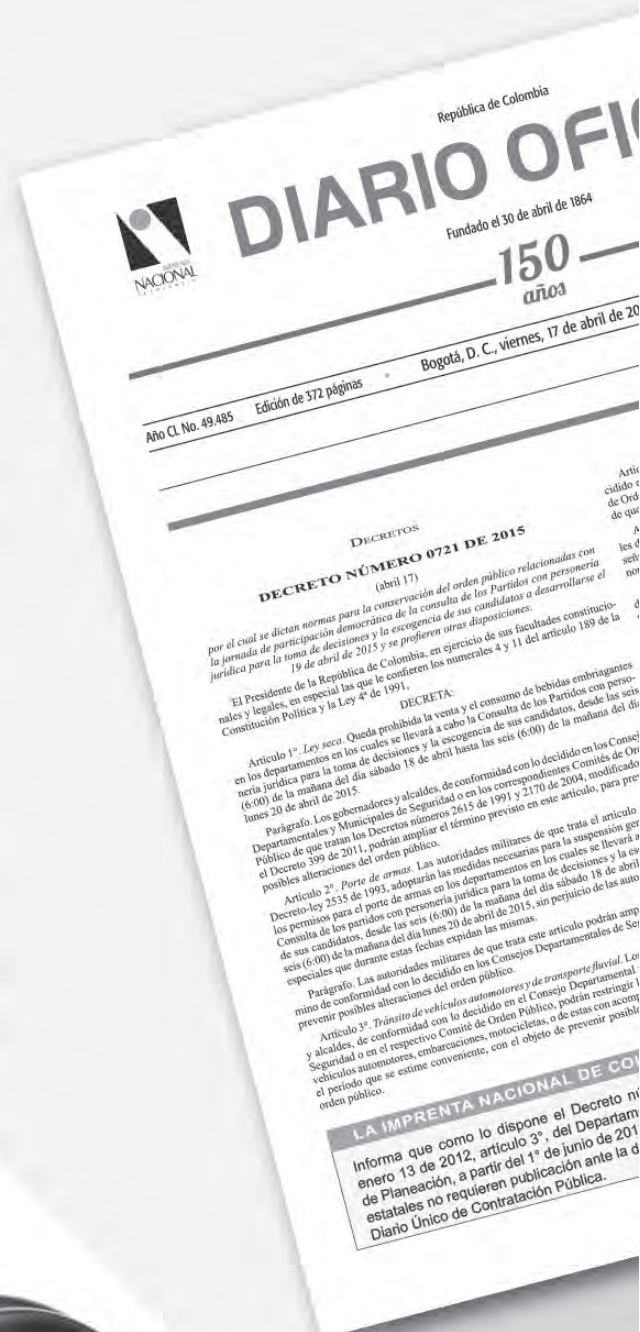 República de Colombia
DIARIO OFI
Fundado el 30 de abril de 1864
150
años
IMPRENTA
NACIONAL
Año CL No. 49.485 Edición de 372 páginas • Bogotá, D. C., viernes, 17 de abril de 20
DECRETOS
DECRETO NÚMERO 0721 DE 2015
(abril 17)
por el cual se dictan normas para la conservación del orden público relacionadas con
la jornada de participación democrática de la consulta de los Partidos con personería
jurídica para la toma de decisiones y la escogencia de sus candidatos a desarrollarse el
19 de abril de 2015 y se profieren otras disposiciones.
El Presidente de la República de Colombia, en ejercicio de sus facultades constitucio-
nales y legales, en especial las que le confieren los numerales 4 y 11 del artículo 189 de la
Constitución Política y la Ley 4ª de 1991,
DECRETA:
Artículo 1°. Ley seca. Queda prohibida la venta y el consumo de bebidas embriagantes
en los departamentos en los cuales se llevará a cabo la Consulta de los Partidos con perso-
nería jurídica para la toma de decisiones y la escogencia de sus candidatos, desde las seis
(6:00) de la mañana del día sábado 18 de abril hasta las seis (6:00) de la mañana del día
lunes 20 de abril de 2015.
Parágrafo. Los gobernadores y alcaldes, de conformidad con lo decidido en los Consej
Departamentales y Municipales de Seguridad o en los correspondientes Comités de Or
Público de que tratan los Decretos números 2615 de 1991 y 2170 de 2004, modificado
el Decreto 399 de 2011, podrán ampliar el término previsto en este artículo, para pre
posibles alteraciones del orden público.
Artículo 2°. Porte de armas. Las autoridades militares de que trata el artículo
Decreto-ley 2535 de 1993, adoptarán las medidas necesarias para la suspensión gen
los permisos para el porte de armas en los departamentos en los cuales se llevará a
Consulta de los partidos con personería jurídica para la toma de decisiones y la es
de sus candidatos, desde las seis (6:00) de la mañana del día sábado 18 de abril
seis (6:00) de la mañana del día lunes 20 de abril de 2015, sin perjuicio de las auto
especiales que durante estas fechas expidan las mismas.
Parágrafo. Las autoridades militares de que trata este artículo podrán amp
mino de conformidad con lo decidido en los Consejos Departamentales de Se
prevenir posibles alteraciones del orden público.
Artículo 3°. Tránsito de vehículos automotores y de transporte fluvial. Lo
y alcaldes, de conformidad con lo decidido en el Consejo Departamental
Seguridad o en el respectivo Comité de Orden Público, podrán restringir l
vehículos automotores, embarcaciones, motocicletas, o de estas con acom
el período que se estime conveniente, con el objeto de prevenir posible
orden público.
Artíc
cidido e
de Ord
de que
A
les d
seña
nor
LA IMPRENTA NACIONAL DE COL
Informa que como lo dispone el Decreto nú
enero 13 de 2012, artículo 3°, del Departam
de Planeación, a partir del 1° de junio de 201
estatales no requieren publicación ante la d
Diario Único de Contratación Pública.